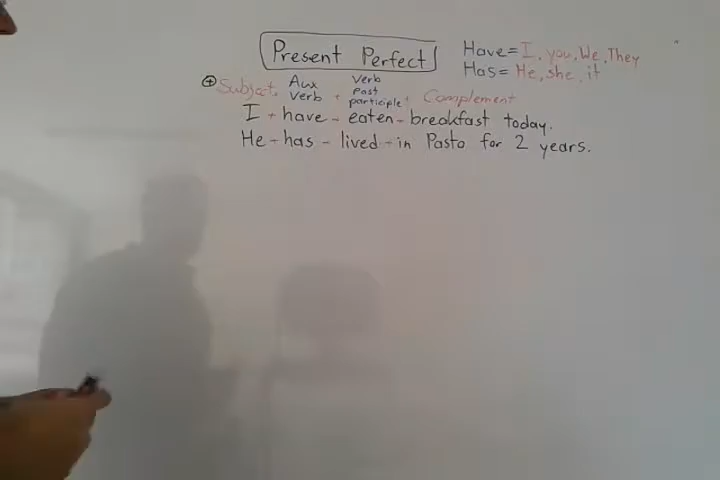 Present Perfect
Have = I, you, We, They
Has = He, she, it
+ Subject + Aux Verb + Verb Past participle + Complement
I + have - eaten - breakfast today.
He - has - lived - in Pasto for 2 years.